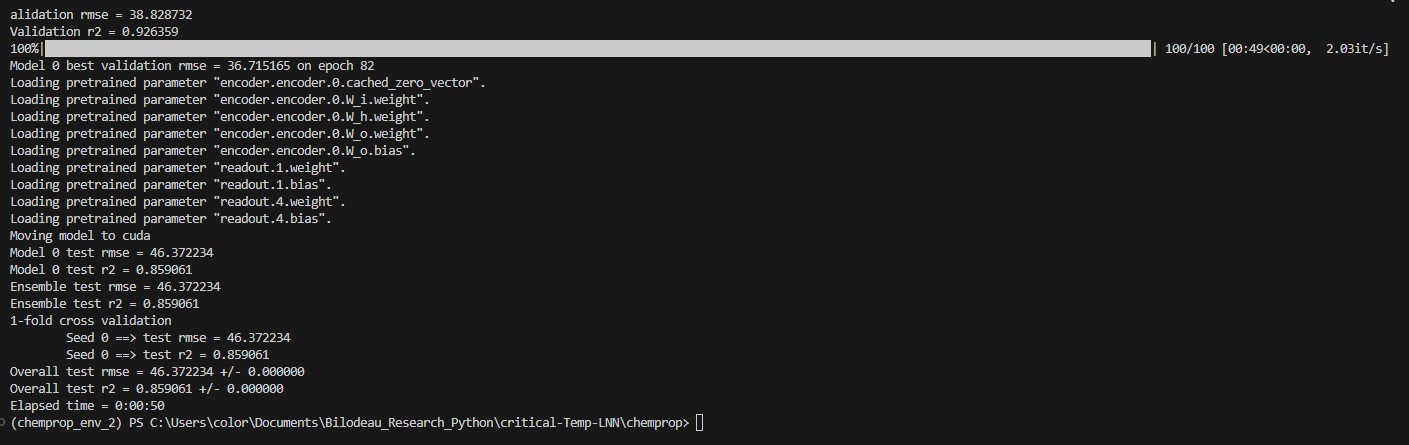 alidation rmse = 38.828732
Validation r2 = 0.926359
100%| | 100/100 [00:49<00:00,  2.03it/s]
Model 0 best validation rmse = 36.715165 on epoch 82
Loading pretrained parameter "encoder.encoder.0.cached_zero_vector".
Loading pretrained parameter "encoder.encoder.0.W_i.weight".
Loading pretrained parameter "encoder.encoder.0.W_h.weight".
Loading pretrained parameter "encoder.encoder.0.W_o.weight".
Loading pretrained parameter "encoder.encoder.0.W_o.bias".
Loading pretrained parameter "readout.1.weight".
Loading pretrained parameter "readout.1.bias".
Loading pretrained parameter "readout.4.weight".
Loading pretrained parameter "readout.4.bias".
Moving model to cuda
Model 0 test rmse = 46.372234
Model 0 test r2 = 0.859061
Ensemble test rmse = 46.372234
Ensemble test r2 = 0.859061
1-fold cross validation
        Seed 0 ==> test rmse = 46.372234
        Seed 0 ==> test r2 = 0.859061
Overall test rmse = 46.372234 +/- 0.000000
Overall test r2 = 0.859061 +/- 0.000000
Elapsed time = 0:00:50
(chemprop_env_2) PS C:\Users\color\Documents\Bilodeau_Research_Python\critical-Temp-LNN\chemprop>